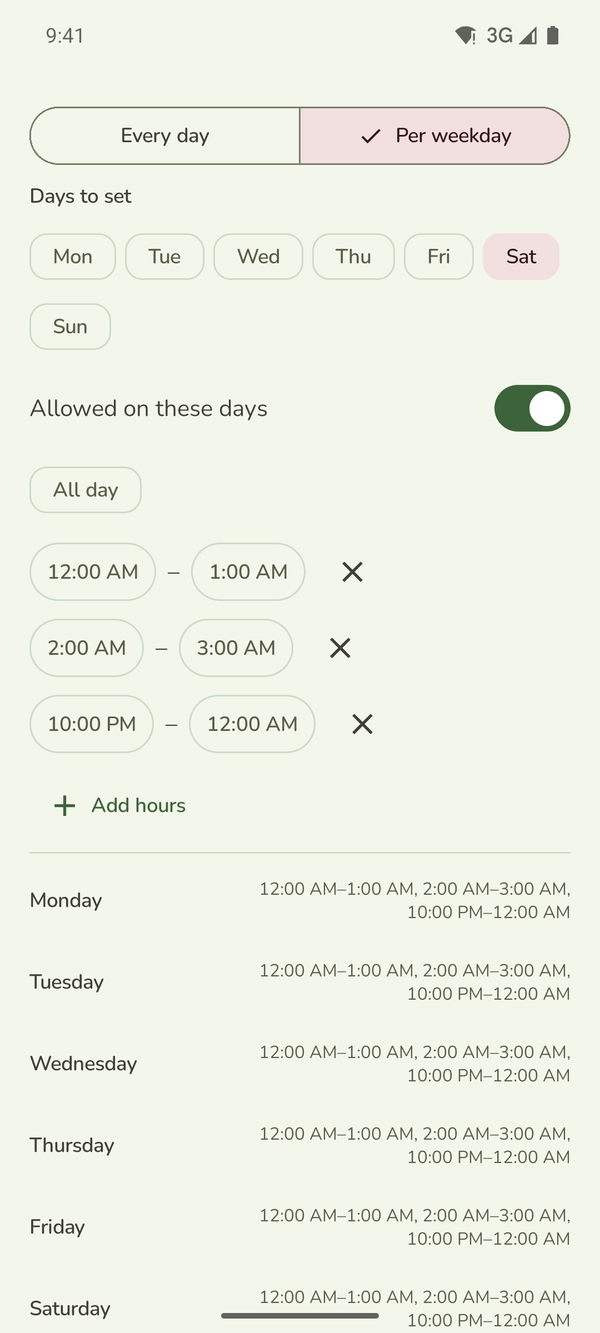 9:41
3G
Every day
Per weekday
Days to set
Mon Tue Wed Thu Fri Sat
Sun
Allowed on these days
All day
12:00 AM – 1:00 AM
2:00 AM – 3:00 AM
10:00 PM – 12:00 AM
Add hours
Monday
12:00 AM–1:00 AM, 2:00 AM–3:00 AM,
10:00 PM–12:00 AM
Tuesday
12:00 AM–1:00 AM, 2:00 AM–3:00 AM,
10:00 PM–12:00 AM
Wednesday
12:00 AM–1:00 AM, 2:00 AM–3:00 AM,
10:00 PM–12:00 AM
Thursday
12:00 AM–1:00 AM, 2:00 AM–3:00 AM,
10:00 PM–12:00 AM
Friday
12:00 AM–1:00 AM, 2:00 AM–3:00 AM,
10:00 PM–12:00 AM
Saturday
12:00 AM–1:00 AM, 2:00 AM–3:00 AM,
10:00 PM–12:00 AM